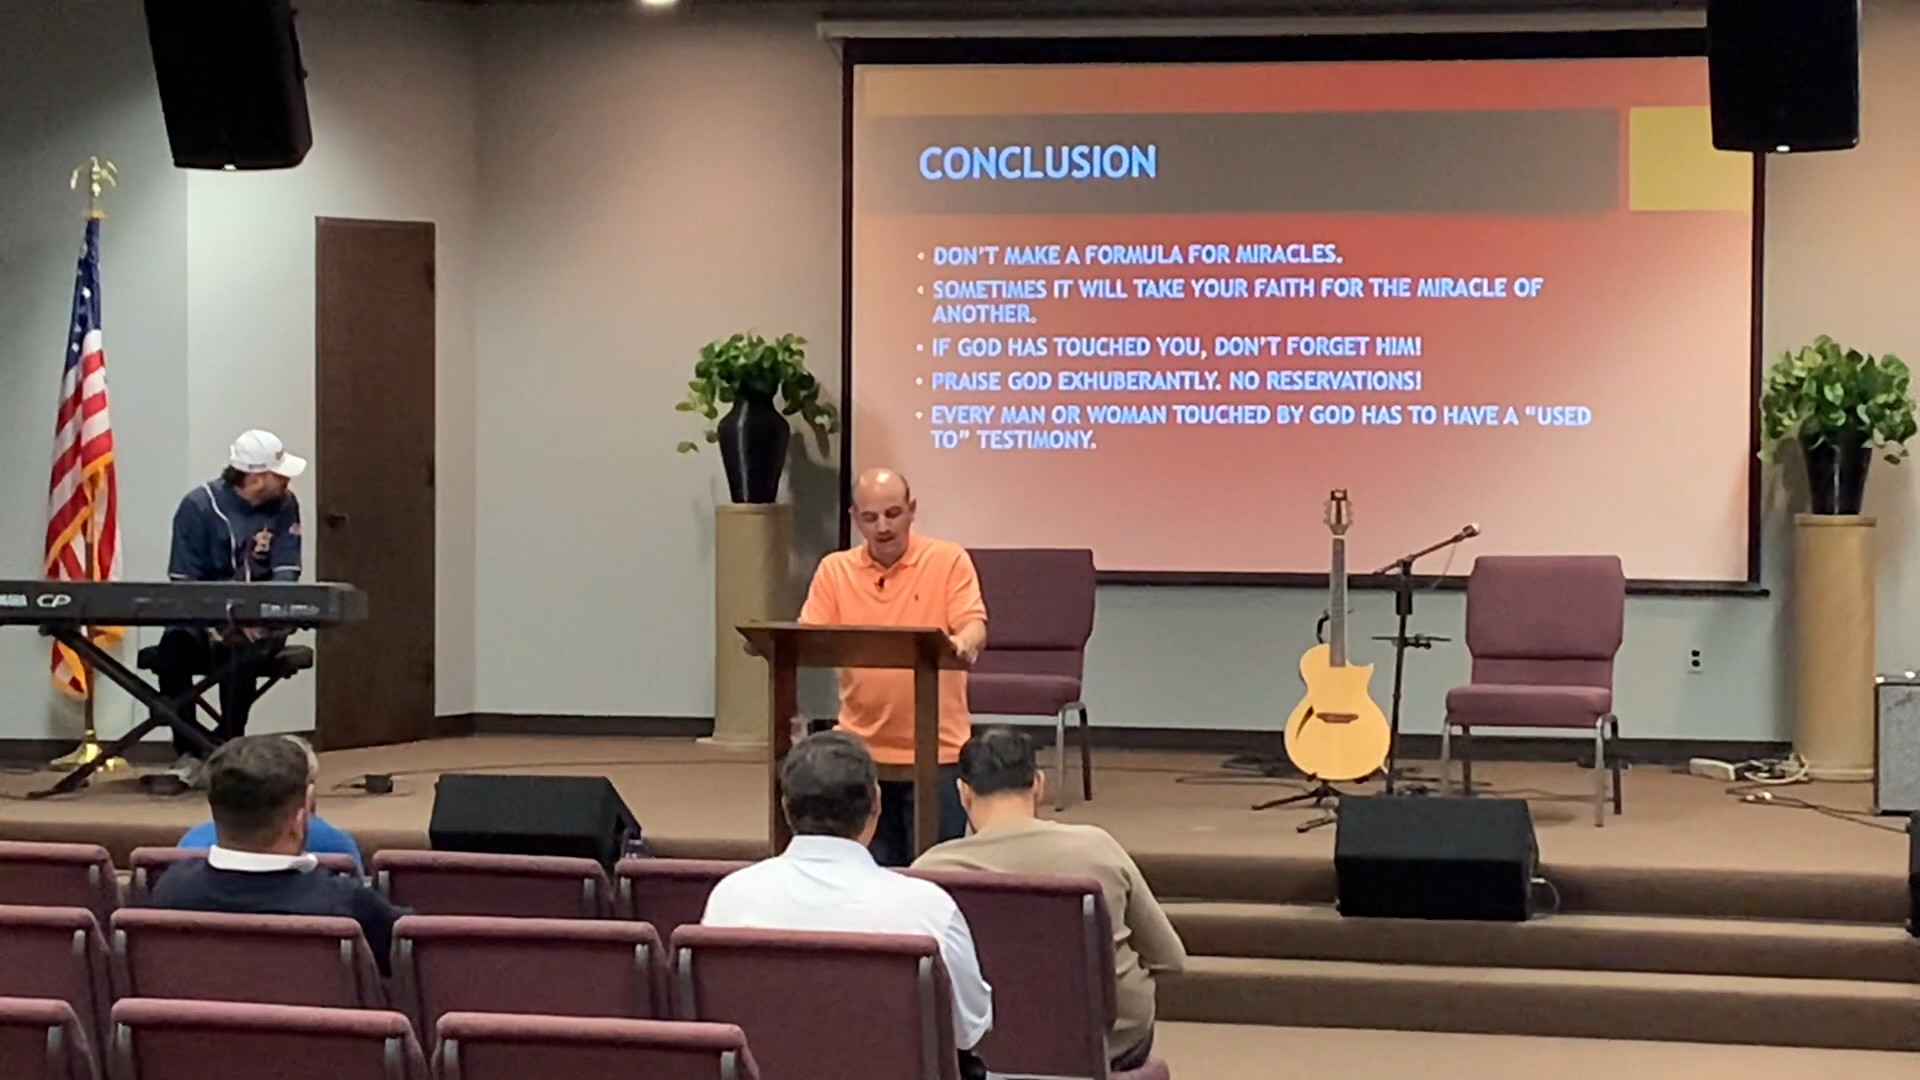 CONCLUSION
• DON'T MAKE A FORMULA FOR MIRACLES.
• SOMETIMES IT WILL TAKE YOUR FAITH FOR THE MIRACLE OF
ANOTHER.
• IF GOD HAS TOUCHED YOU, DON'T FORGET HIM!
• PRAISE GOD EXHUBERANTLY. NO RESERVATIONS!
• EVERY MAN OR WOMAN TOUCHED BY GOD HAS TO HAVE A “USED
TO” TESTIMONY.
CP